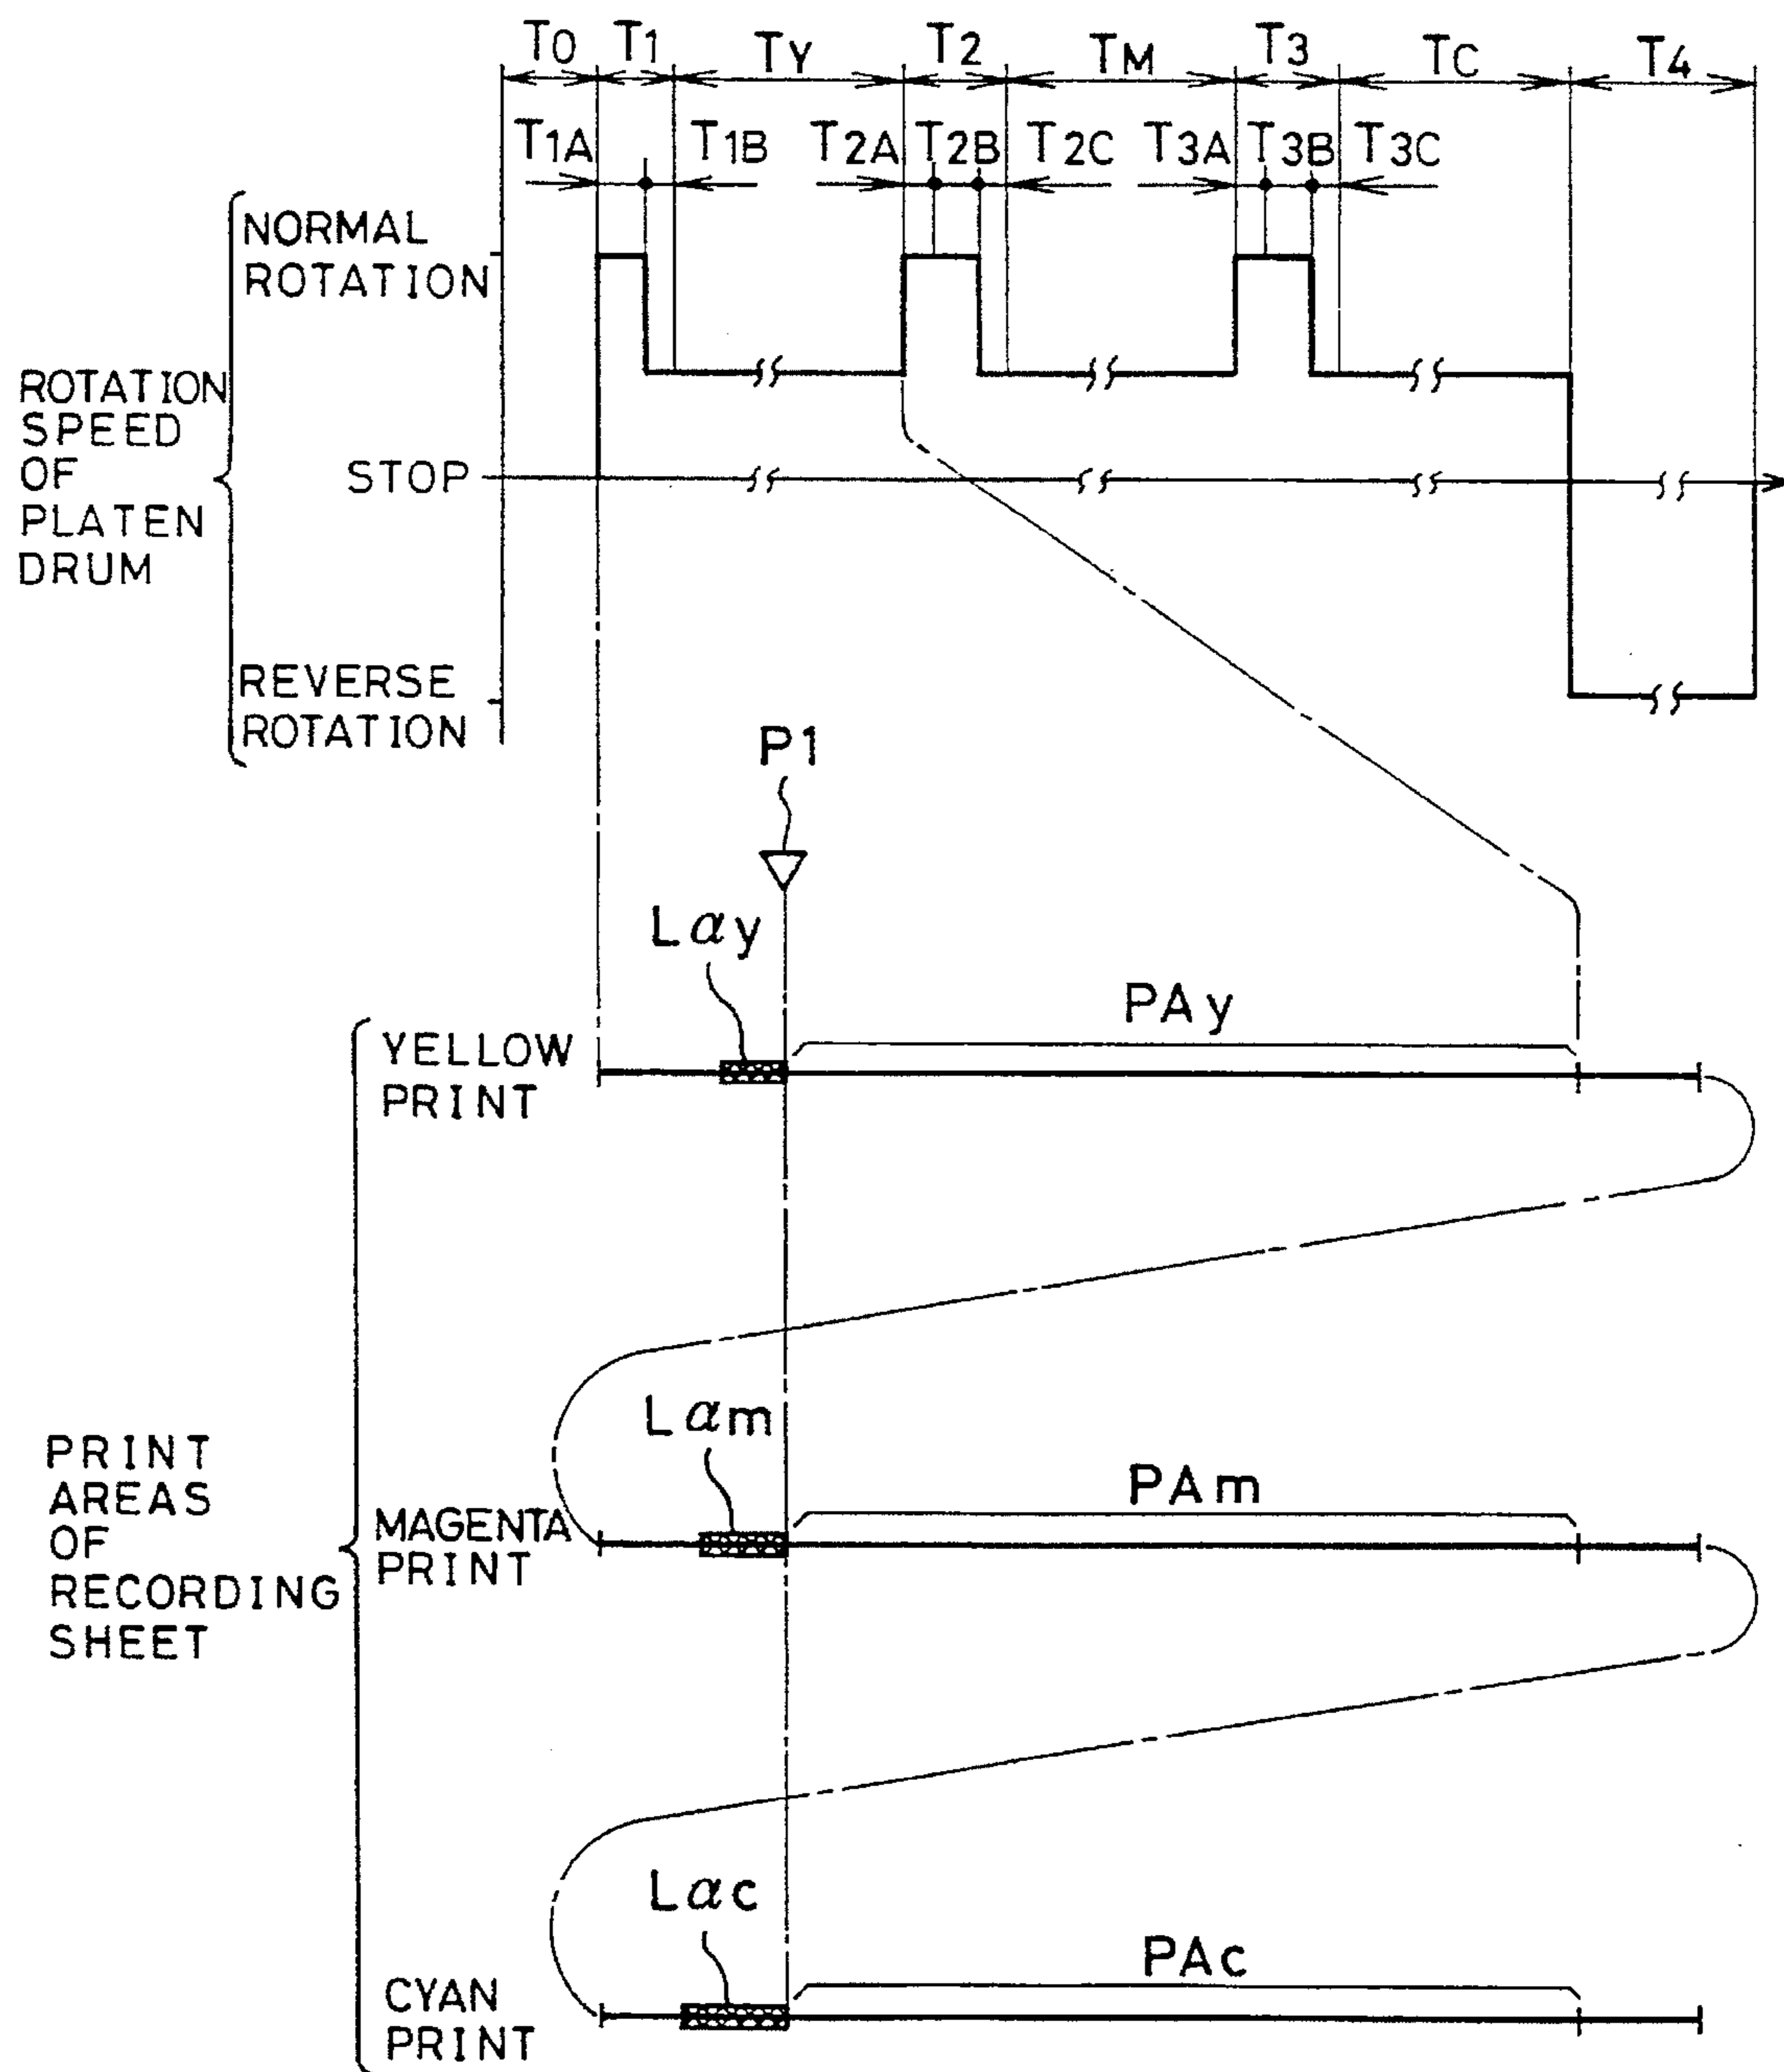 T0 T1 TY T2 TM T3 TC T4
T1A T1B T2A T2B T2C T3A T3B T3C
NORMAL
ROTATION
ROTATION
SPEED
OF
PLATEN
DRUM
STOP
REVERSE
ROTATION
P1
Lαy
PAy
YELLOW
PRINT
Lαm
PAm
MAGENTA
PRINT
PRINT
AREAS
OF
RECORDING
SHEET
Lαc
PAc
CYAN
PRINT